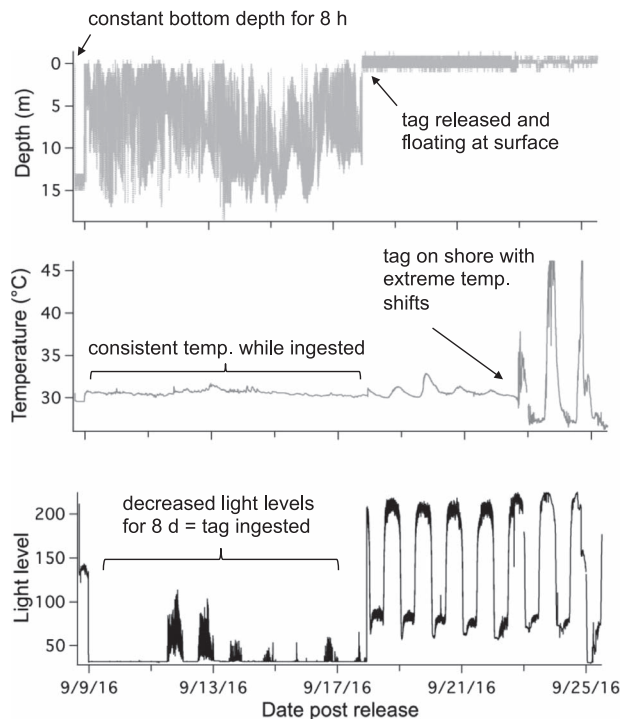 constant bottom depth for 8 h
0
5
10
15
Depth (m)
tag released and
floating at surface
45
40
35
30
Temperature (°C)
tag on shore with
extreme temp.
shifts
consistent temp. while ingested
200
150
100
50
Light level
decreased light levels
for 8 d = tag ingested
9/9/16 9/13/16 9/17/16 9/21/16 9/25/16
Date post release